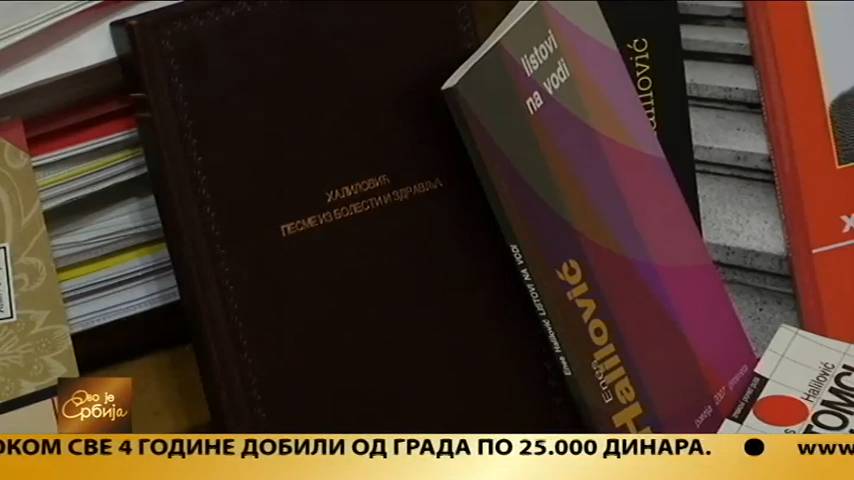 listovi
na vodi
ХАЛИЛОВИЋ
ПЕСМЕ ИЗ БОЛЕСТИ И ЗДРАВЉА
Enes Halilović LISTOVI NA VODI
Enes
Halilović
Halilović
Ово је
Србија
ОКОМ СВЕ 4 ГОДИНЕ ДОБИЛИ ОД ГРАДА ПО 25.000 ДИНАРА. ● www